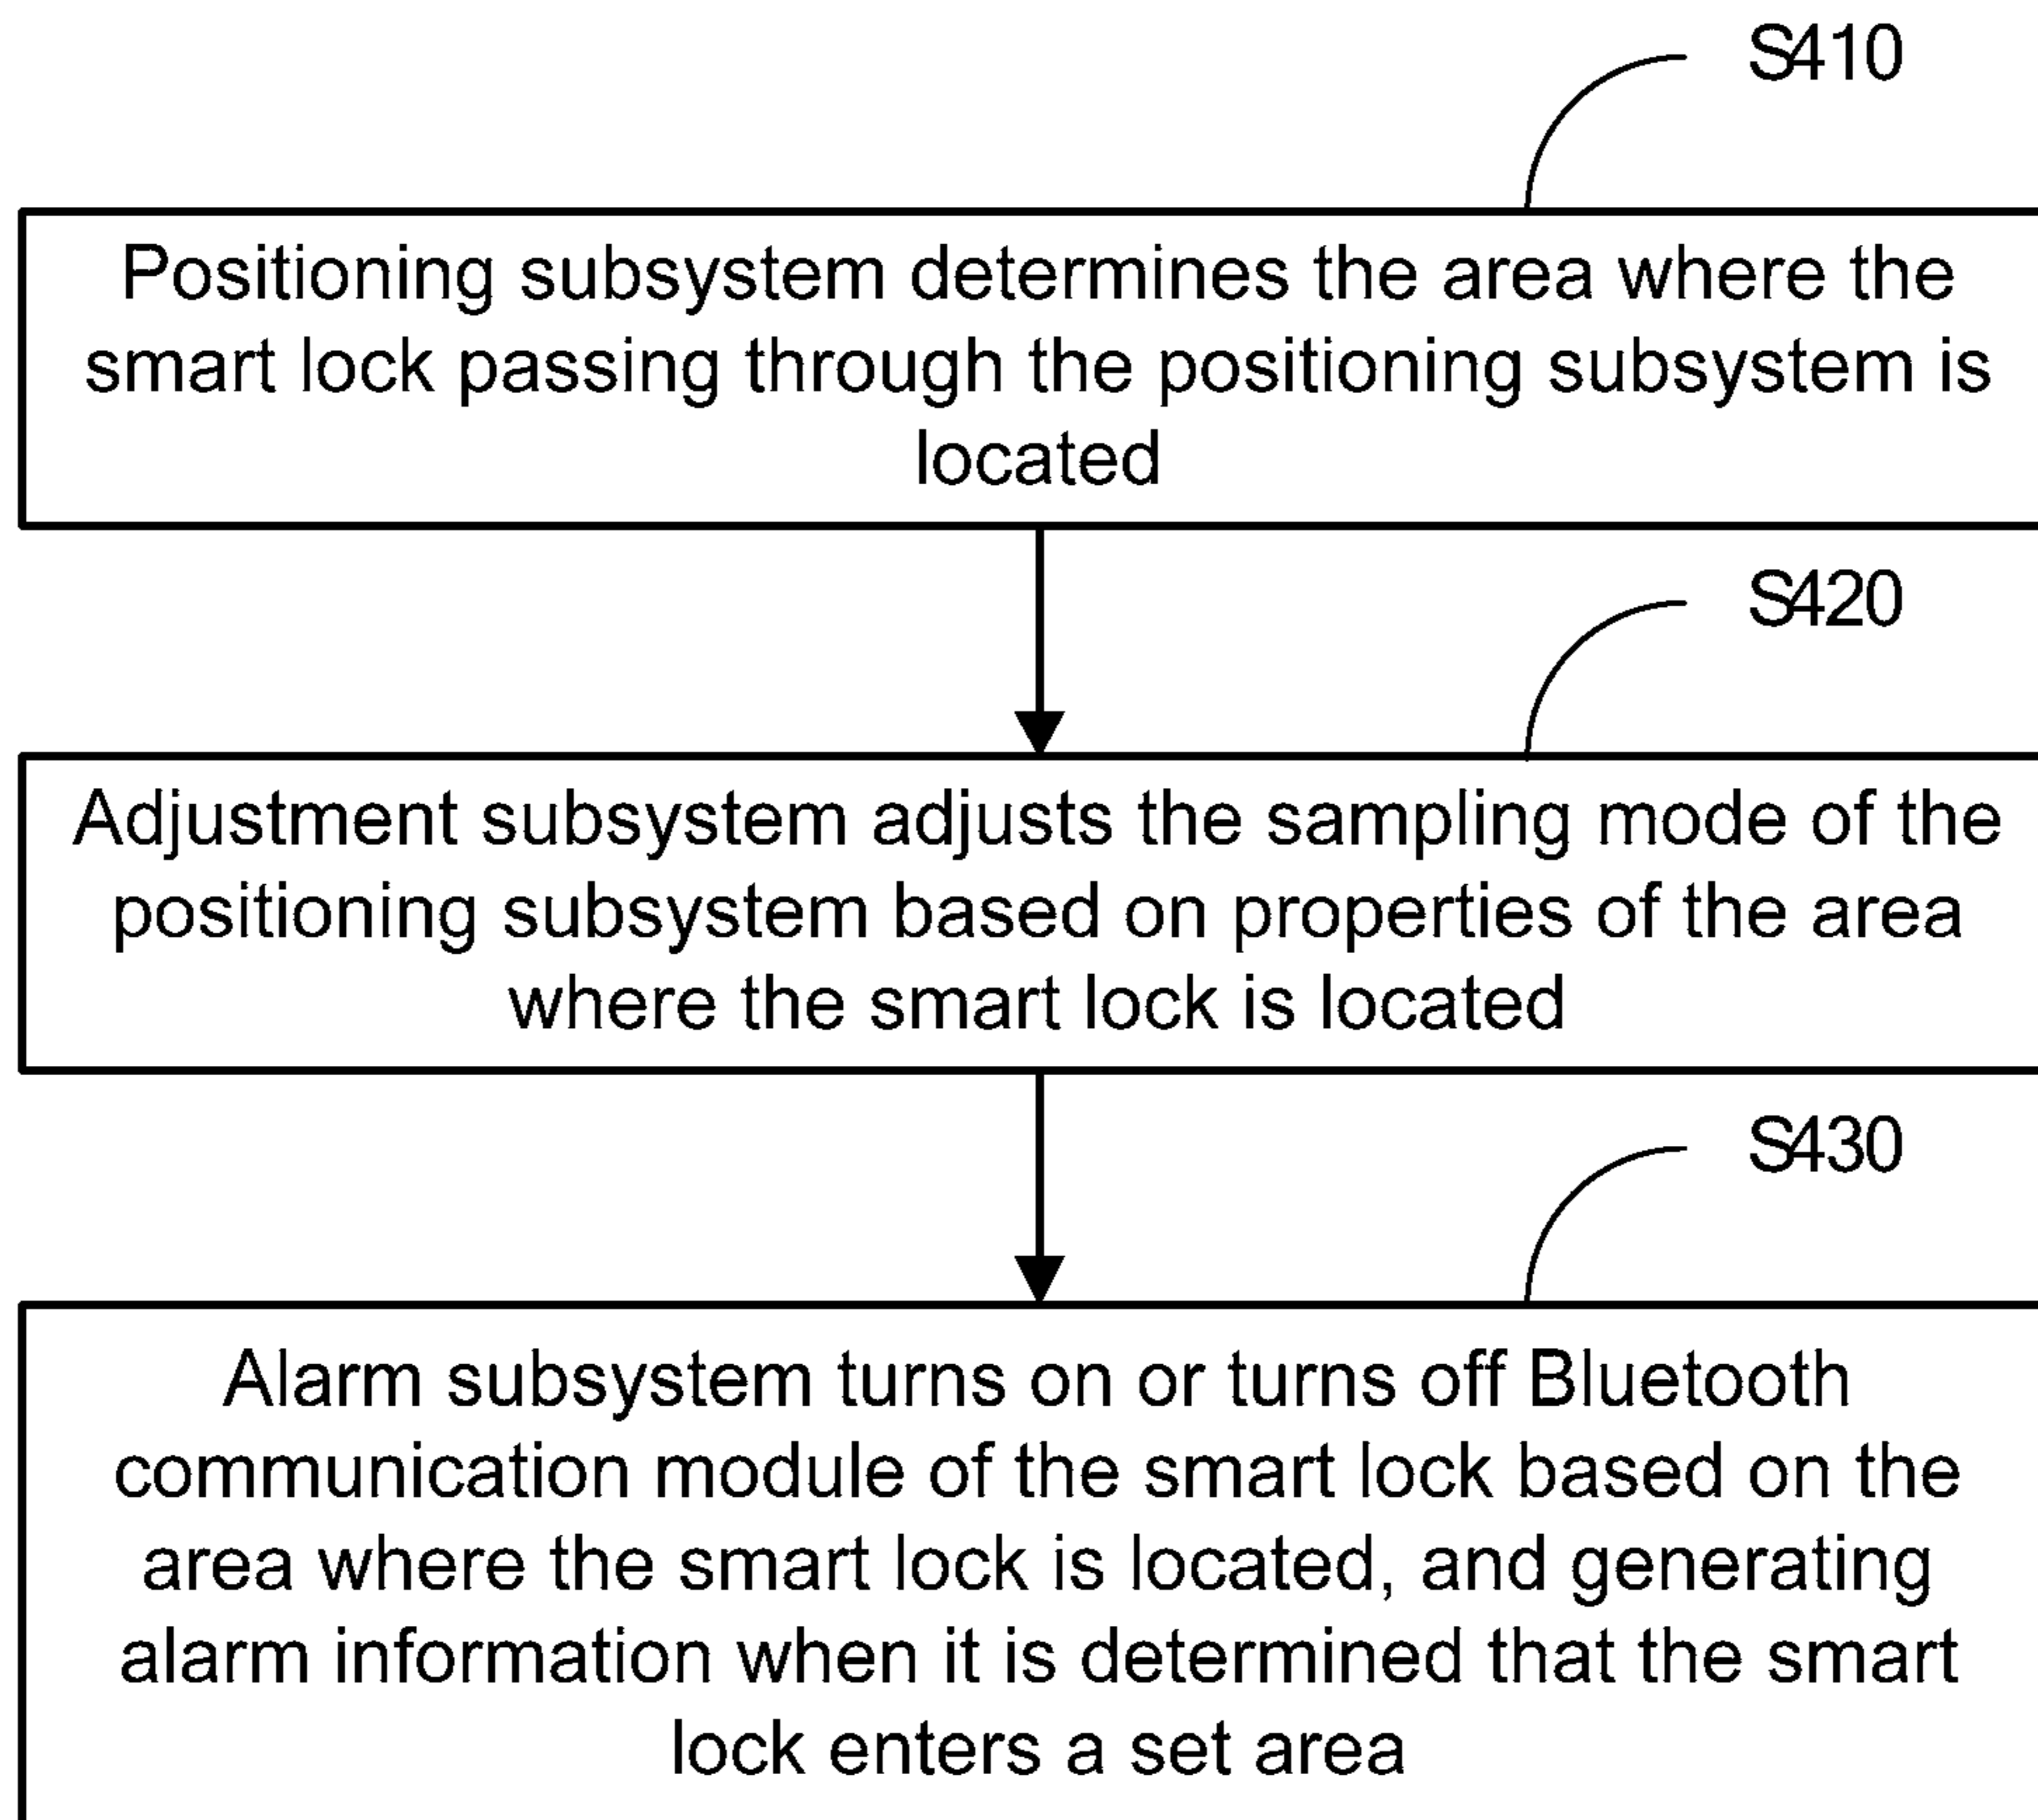 S410
Positioning subsystem determines the area where the
smart lock passing through the positioning subsystem is
located
S420
Adjustment subsystem adjusts the sampling mode of the
positioning subsystem based on properties of the area
where the smart lock is located
S430
Alarm subsystem turns on or turns off Bluetooth
communication module of the smart lock based on the
area where the smart lock is located, and generating
alarm information when it is determined that the smart
lock enters a set area